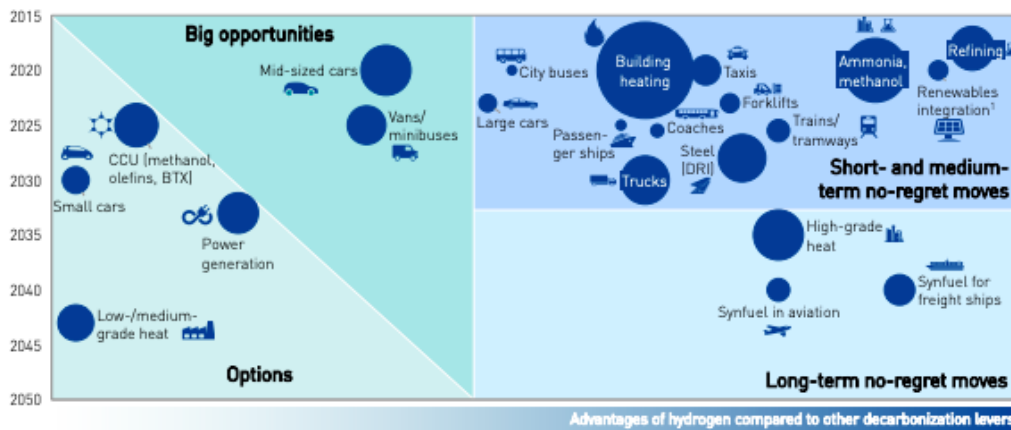 2015
2020
2025
2030
2035
2040
2045
2050
Big opportunities
Mid-sized cars
Vans/
minibuses
CCU (methanol,
olefins, BTX)
Small cars
Power
generation
Low-/medium-
grade heat
Options
City buses
Large cars
Building
heating
Taxis
Forklifts
Passen-
ger ships
Coaches
Trucks
Steel
(DRI)
Trains/
tramways
Ammonia,
methanol
Refining
Renewables
integration¹
Short- and medium-
term no-regret moves
High-grade
heat
Synfuel in aviation
Synfuel for
freight ships
Long-term no-regret moves
Advantages of hydrogen compared to other decarbonization levers